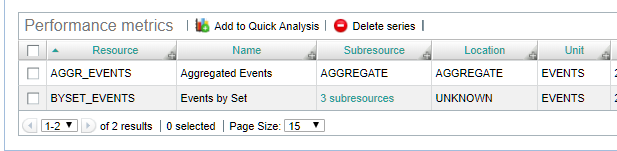 Performance metrics | Add to Quick Analysis | Delete series |
Resource Name Subresource Location Unit
AGGR_EVENTS Aggregated Events AGGREGATE AGGREGATE EVENTS
BYSET_EVENTS Events by Set 3 subresources UNKNOWN EVENTS
1-2 of 2 results | 0 selected | Page Size: 15